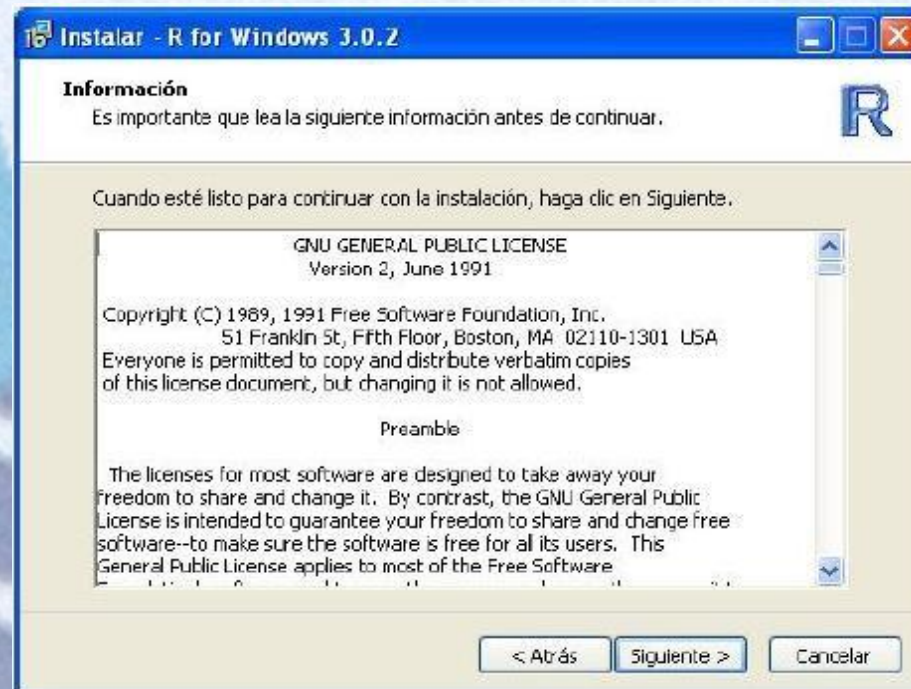 Instalar - R for Windows 3.0.2
Información
Es importante que lea la siguiente información antes de continuar.
R
Cuando esté listo para continuar con la instalación, haga clic en Siguiente.
GNU GENERAL PUBLIC LICENSE
Version 2, June 1991
Copyright (C) 1989, 1991 Free Software Foundation, Inc.
51 Franklin St, Fifth Floor, Boston, MA 02110-1301 USA
Everyone is permitted to copy and distribute verbatim copies
of this license document, but changing it is not allowed.
Preamble
The licenses for most software are designed to take away your
freedom to share and change it. By contrast, the GNU General Public
License is intended to guarantee your freedom to share and change free
software--to make sure the software is free for all its users. This
General Public License applies to most of the Free Software
< Atrás
Siguiente >
Cancelar